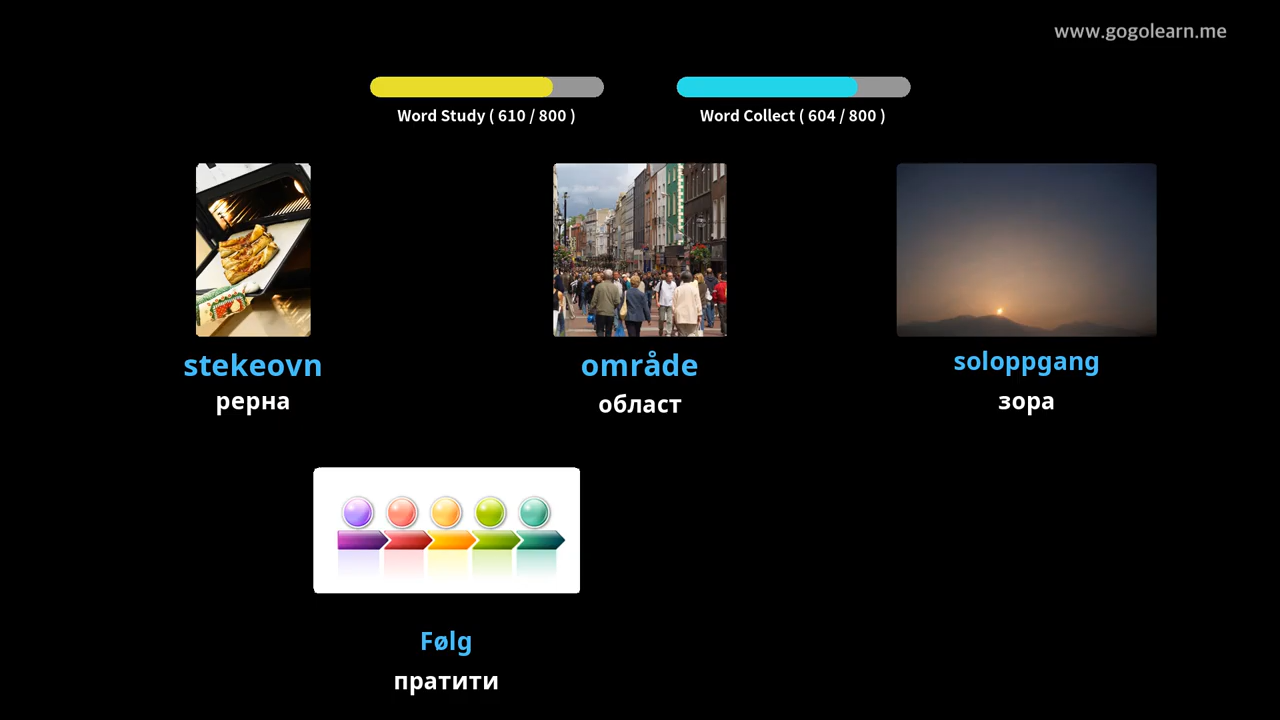 www.gogolearn.me
Word Study ( 610 / 800 )
Word Collect ( 604 / 800 )
stekeovn
рерна
område
област
soloppgang
зора
Følg
пратити